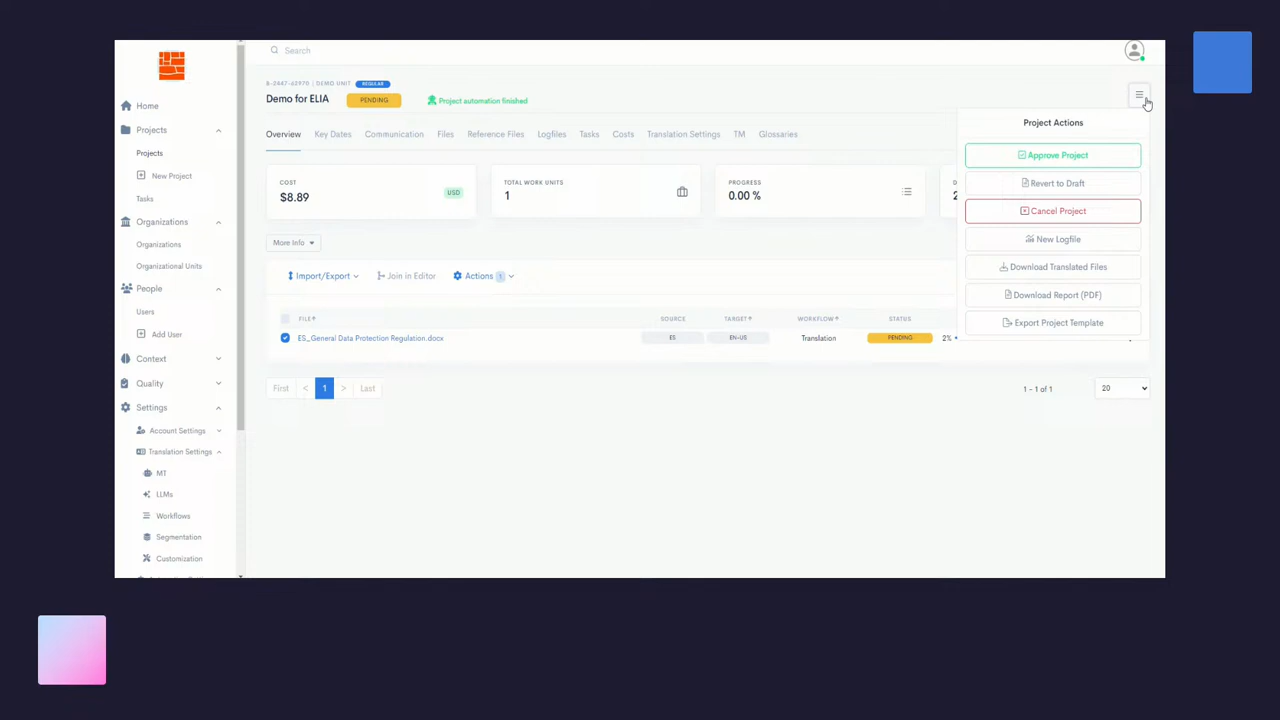 Search
8-2447-62970 | DEMO UNIT REGULAR
Demo for ELIA PENDING Project automation finished
Home
Projects
Projects
New Project
Tasks
Organizations
Organizations
Organizational Units
People
Users
Add User
Context
Quality
Settings
Account Settings
Translation Settings
MT
LLMs
Workflows
Segmentation
Customization
Overview Key Dates Communication Files Reference Files Logfiles Tasks Costs Translation Settings TM Glossaries
COST
$8.89
USD
TOTAL WORK UNITS
1
PROGRESS
0.00 %
More Info
Import/Export Join in Editor Actions 1
FILE SOURCE TARGET WORKFLOW STATUS
ES_General Data Protection Regulation.docx ES EN-US Translation PENDING 2%
First < 1 > Last
1 - 1 of 1 20
Project Actions
Approve Project
Revert to Draft
Cancel Project
New Logfile
Download Translated Files
Download Report (PDF)
Export Project Template